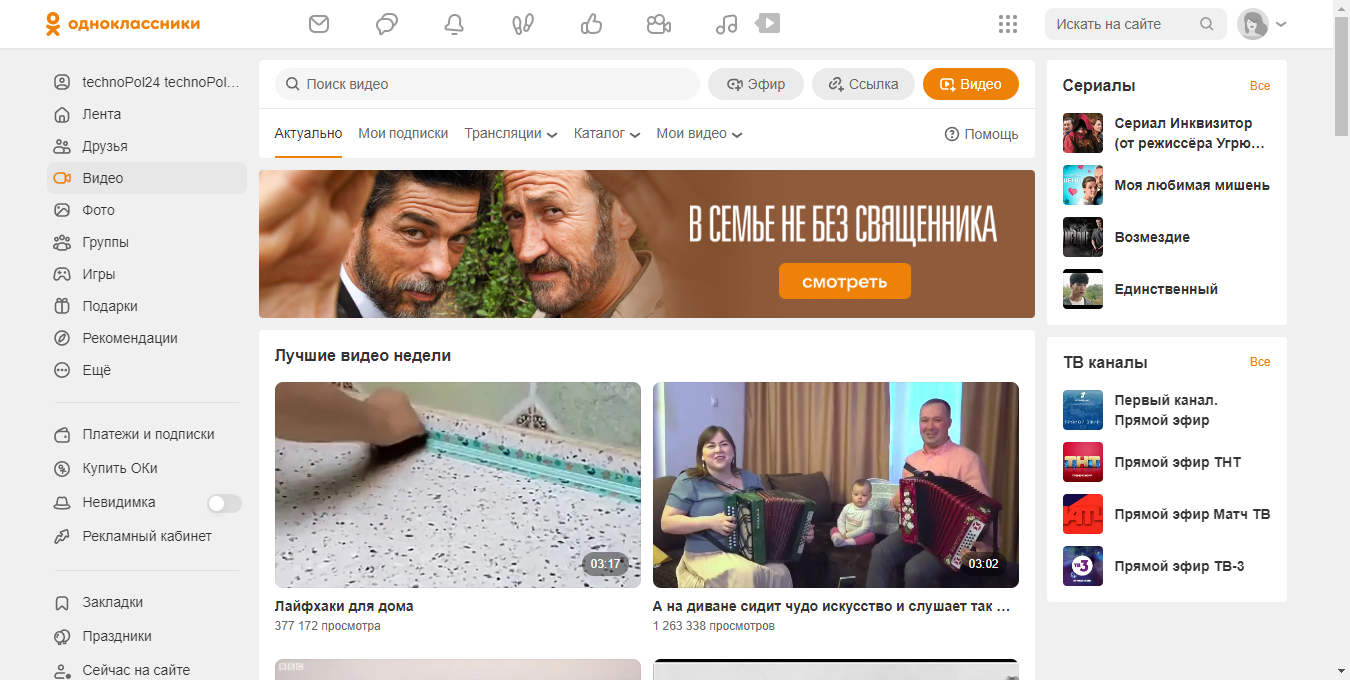 одноклассники
Искать на сайте
technoPol24 technoPol…
Лента
Друзья
Видео
Фото
Группы
Игры
Подарки
Рекомендации
Ещё
Платежи и подписки
Купить ОКи
Невидимка
Рекламный кабинет
Закладки
Праздники
Сейчас на сайте
Поиск видео
Эфир
Ссылка
Видео
Актуально
Мои подписки
Трансляции
Каталог
Мои видео
Помощь
В СЕМЬЕ НЕ БЕЗ СВЯЩЕННИКА
смотреть
Лучшие видео недели
03:17
Лайфхаки для дома
377 172 просмотра
03:02
А на диване сидит чудо искусство и слушает так …
1 263 338 просмотров
BBC
Сериалы
Все
Сериал Инквизитор
(от режиссёра Угрю…
Моя любимая мишень
Возмездие
Единственный
ТВ каналы
Все
Первый канал.
Прямой эфир
Прямой эфир ТНТ
Прямой эфир Матч ТВ
Прямой эфир ТВ-3